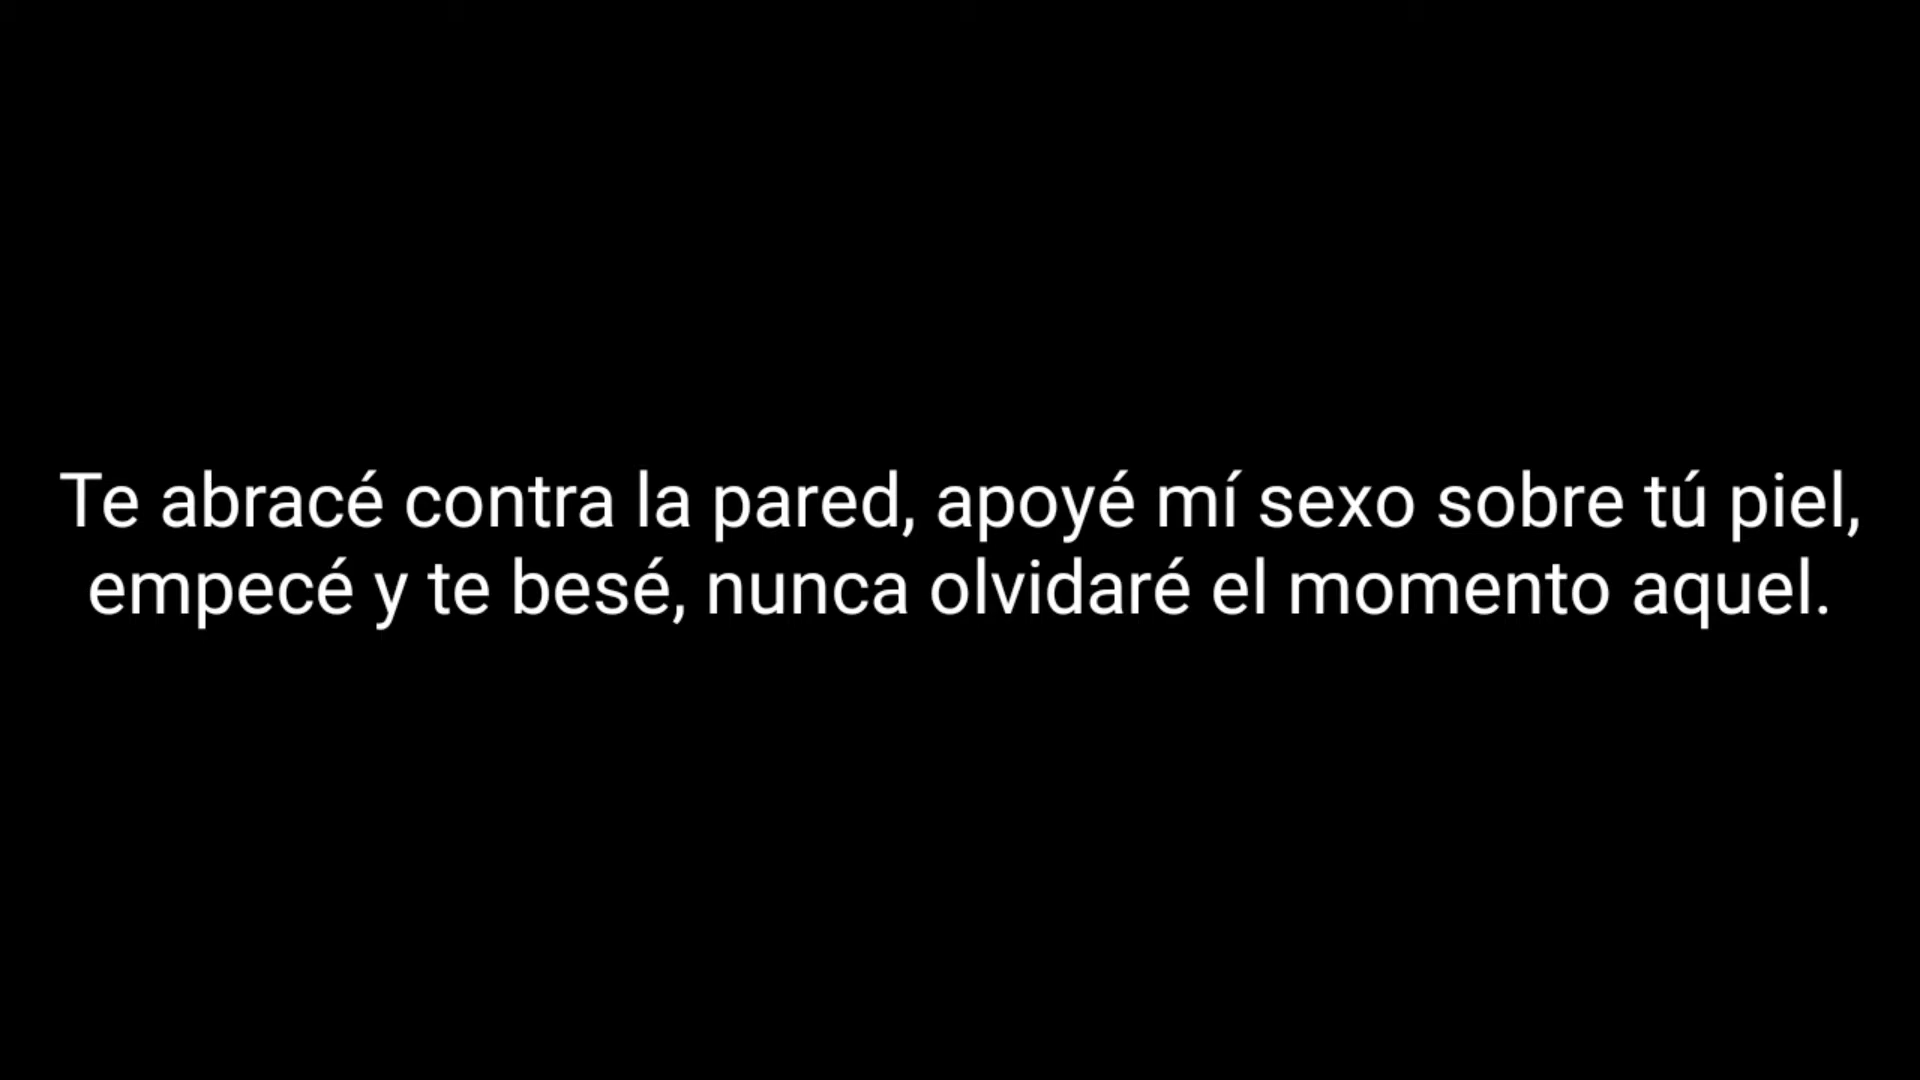 Te abracé contra la pared, apoyé mí sexo sobre tú piel,
empecé y te besé, nunca olvidaré el momento aquel.